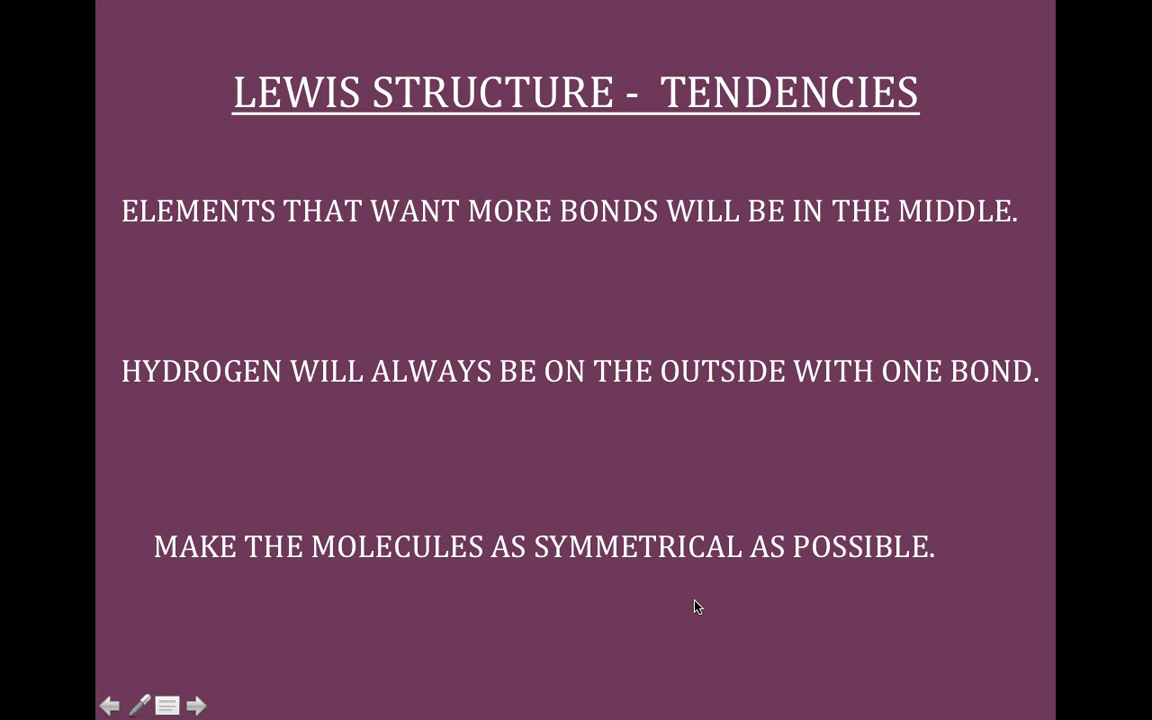 LEWIS STRUCTURE - TENDENCIES
ELEMENTS THAT WANT MORE BONDS WILL BE IN THE MIDDLE.
HYDROGEN WILL ALWAYS BE ON THE OUTSIDE WITH ONE BOND.
MAKE THE MOLECULES AS SYMMETRICAL AS POSSIBLE.